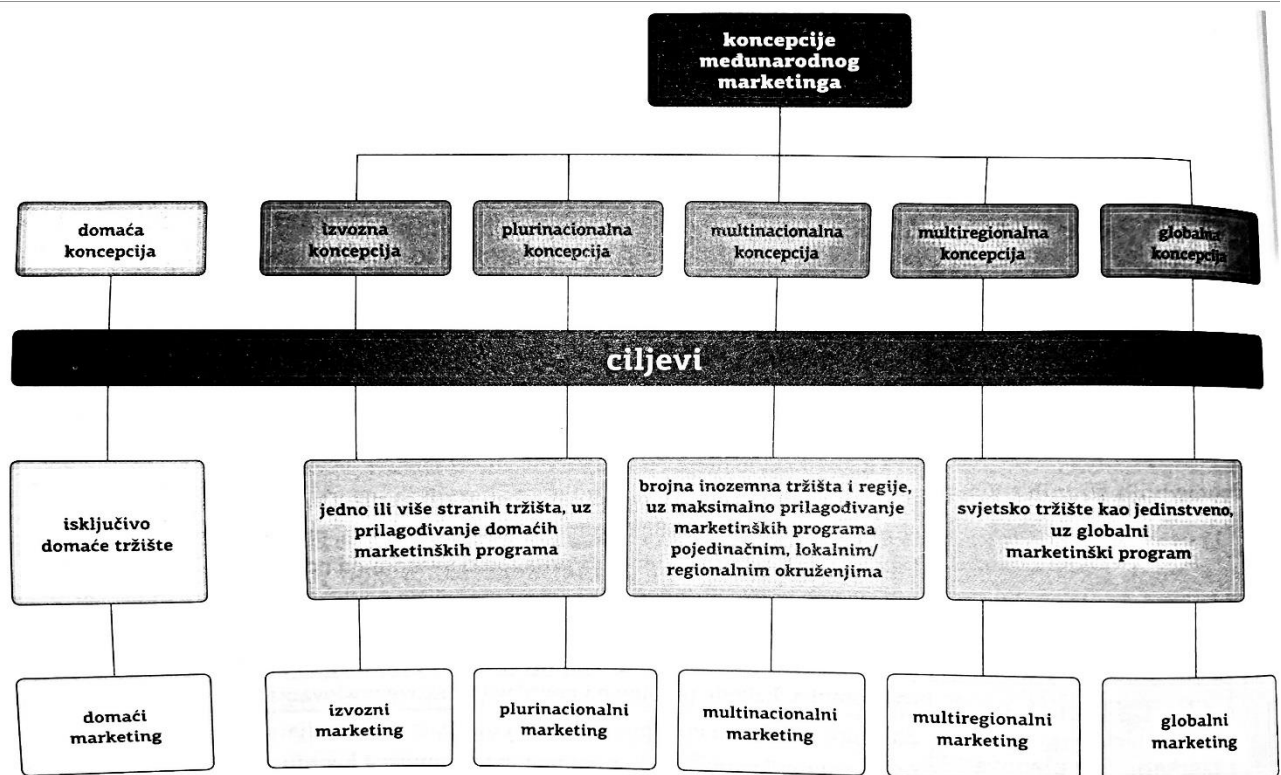 koncepcije
međunarodnog
marketinga
domaća
koncepcija
izvozna
koncepcija
plurinacionalna
koncepcija
multinacionalna
koncepcija
multiregionalna
koncepcija
globalna
koncepcija
ciljevi
isključivo
domaće tržište
jedno ili više stranih tržišta, uz
prilagođivanje domaćih
marketinških programa
brojna inozemna tržišta i regije,
uz maksimalno prilagođivanje
marketinških programa
pojedinačnim, lokalnim/
regionalnim okruženjima
svjetsko tržište kao jedinstveno,
uz globalni
marketinški program
domaći
marketing
izvozni
marketing
plurinacionalni
marketing
multinacionalni
marketing
multiregionalni
marketing
globalni
marketing